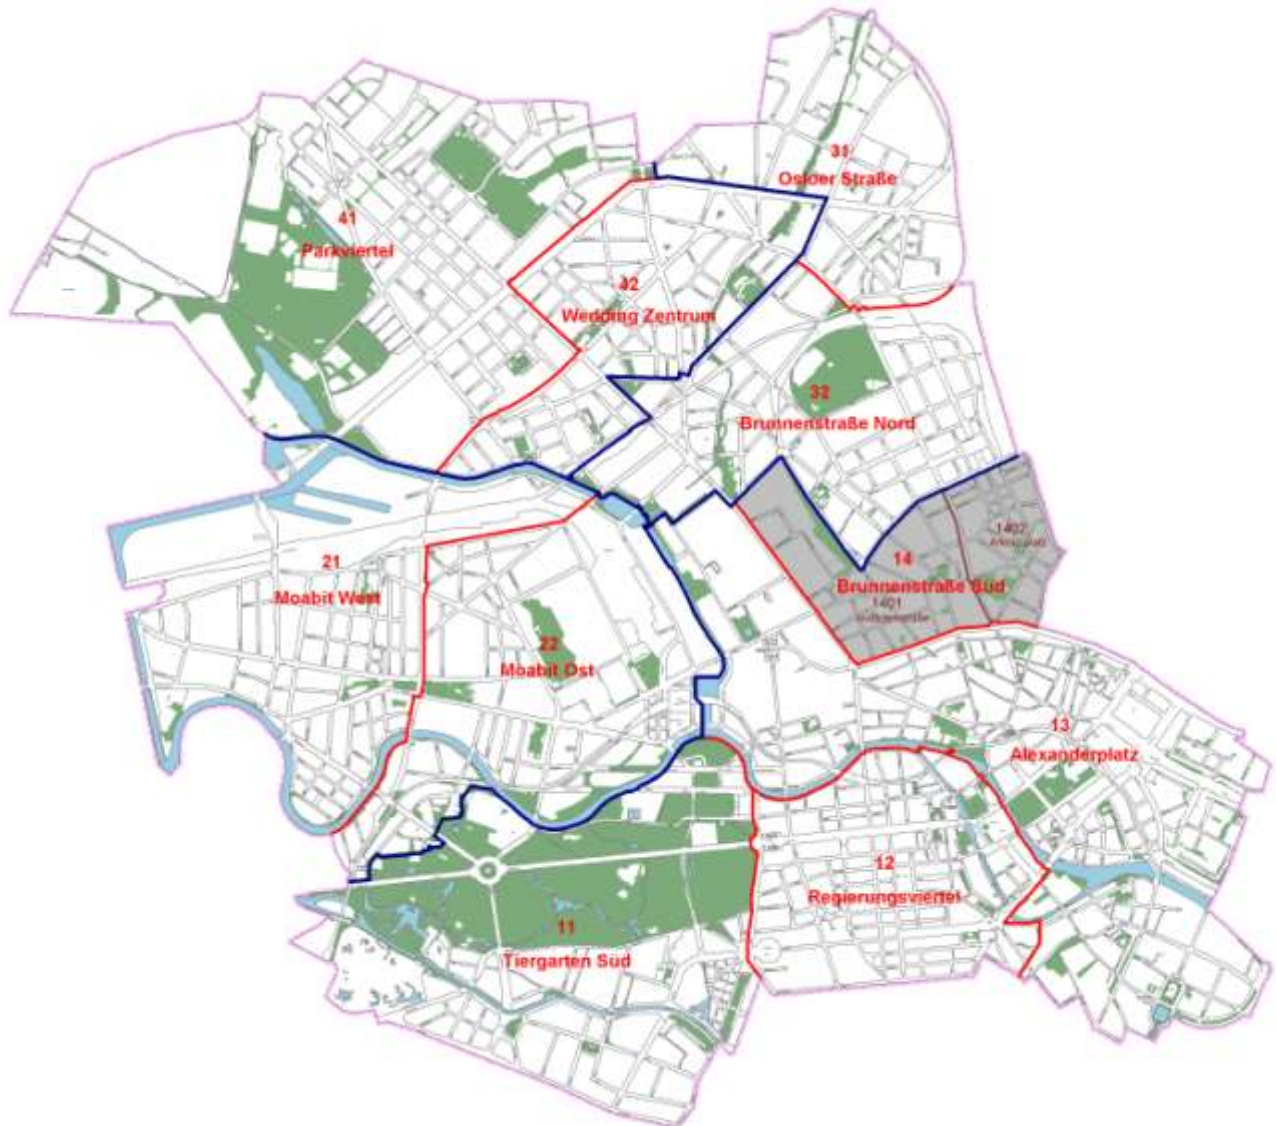 31
Osloer Straße
41
Parkviertel
42
Wedding Zentrum
32
Brunnenstraße Nord
1402
Arkonaplatz
14
Brunnenstraße Süd
1401
21
Moabit West
22
Moabit Ost
13
Alexanderplatz
12
Regierungsviertel
11
Tiergarten Süd